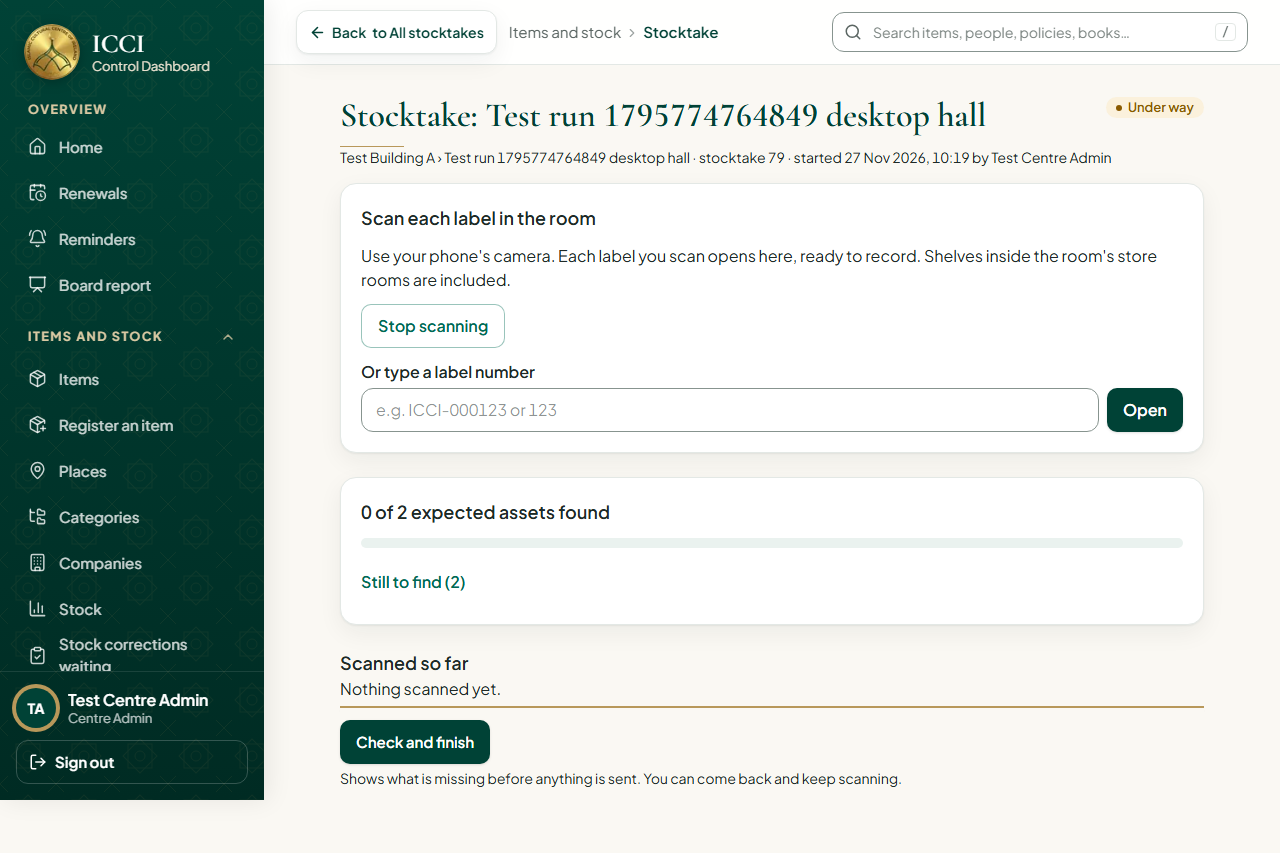 ICCI
Control Dashboard
OVERVIEW
Home
Renewals
Reminders
Board report
ITEMS AND STOCK
Items
Register an item
Places
Categories
Companies
Stock
Stock corrections
waiting
TA
Test Centre Admin
Centre Admin
Sign out
Back to All stocktakes
Items and stock › Stocktake
Search items, people, policies, books…
/
Stocktake: Test run 1795774764849 desktop hall
Under way
Test Building A › Test run 1795774764849 desktop hall · stocktake 79 · started 27 Nov 2026, 10:19 by Test Centre Admin
Scan each label in the room
Use your phone's camera. Each label you scan opens here, ready to record. Shelves inside the room's store
rooms are included.
Stop scanning
Or type a label number
e.g. ICCI-000123 or 123
Open
0 of 2 expected assets found
Still to find (2)
Scanned so far
Nothing scanned yet.
Check and finish
Shows what is missing before anything is sent. You can come back and keep scanning.